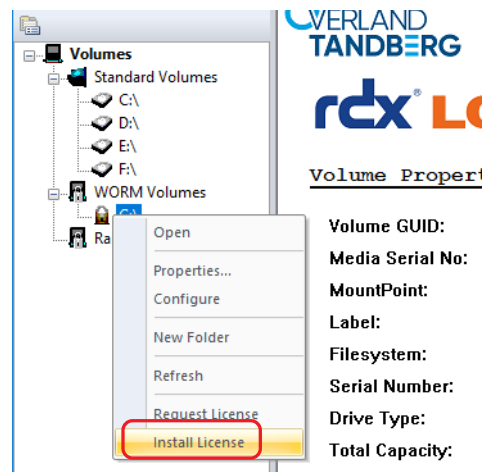 OVERLAND
TANDBERG
rdx® LO
Volumes
Standard Volumes
C:\
D:\
E:\
F:\
WORM Volumes
G:\
Ra
Open
Properties...
Configure
New Folder
Refresh
Request License
Install License
Volume Propert
Volume GUID:
Media Serial No:
MountPoint:
Label:
Filesystem:
Serial Number:
Drive Type:
Total Capacity: